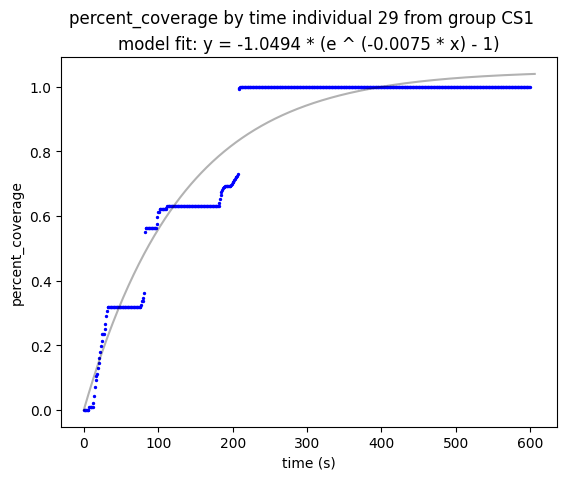 percent_coverage by time individual 29 from group CS1
model fit: y = -1.0494 * (e ^ (-0.0075 * x) - 1)
1.0
0.8
0.6
0.4
0.2
0.0
percent_coverage
0 100 200 300 400 500 600
time (s)